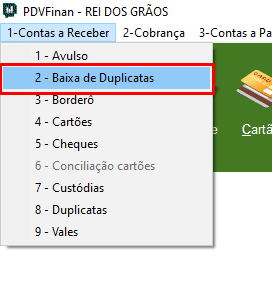 PDVFinan - REI DOS GRÃOS
1-Contas a Receber 2-Cobrança 3-Contas a Pa
1 - Avulso
2 - Baixa de Duplicatas
3 - Borderô
4 - Cartões
5 - Cheques
6 - Conciliação cartões
7 - Custódias
8 - Duplicatas
9 - Vales
e Cartã